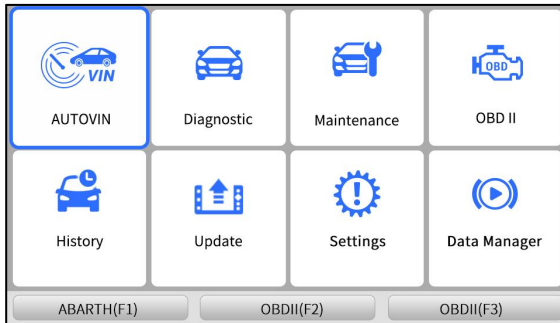 VIN
OBD
AUTOVIN Diagnostic Maintenance OBD II
History Update Settings Data Manager
ABARTH(F1) OBDII(F2) OBDII(F3)